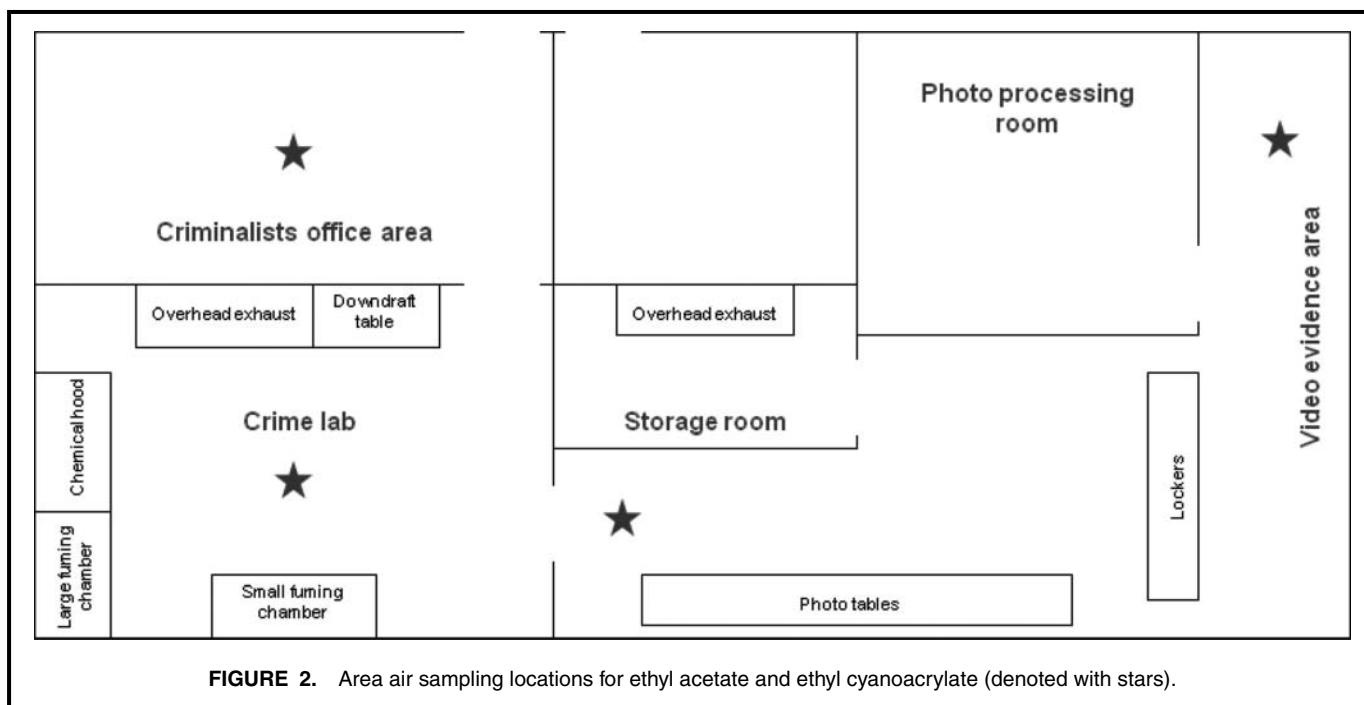 Photo processing
room
Criminalists office area
Video evidence area
Overhead exhaust
Downdraft
table
Overhead exhaust
Chemical hood
Crime lab
Storage room
Lockers
Large fuming
chamber
Small fuming
chamber
Photo tables
FIGURE 2. Area air sampling locations for ethyl acetate and ethyl cyanoacrylate (denoted with stars).